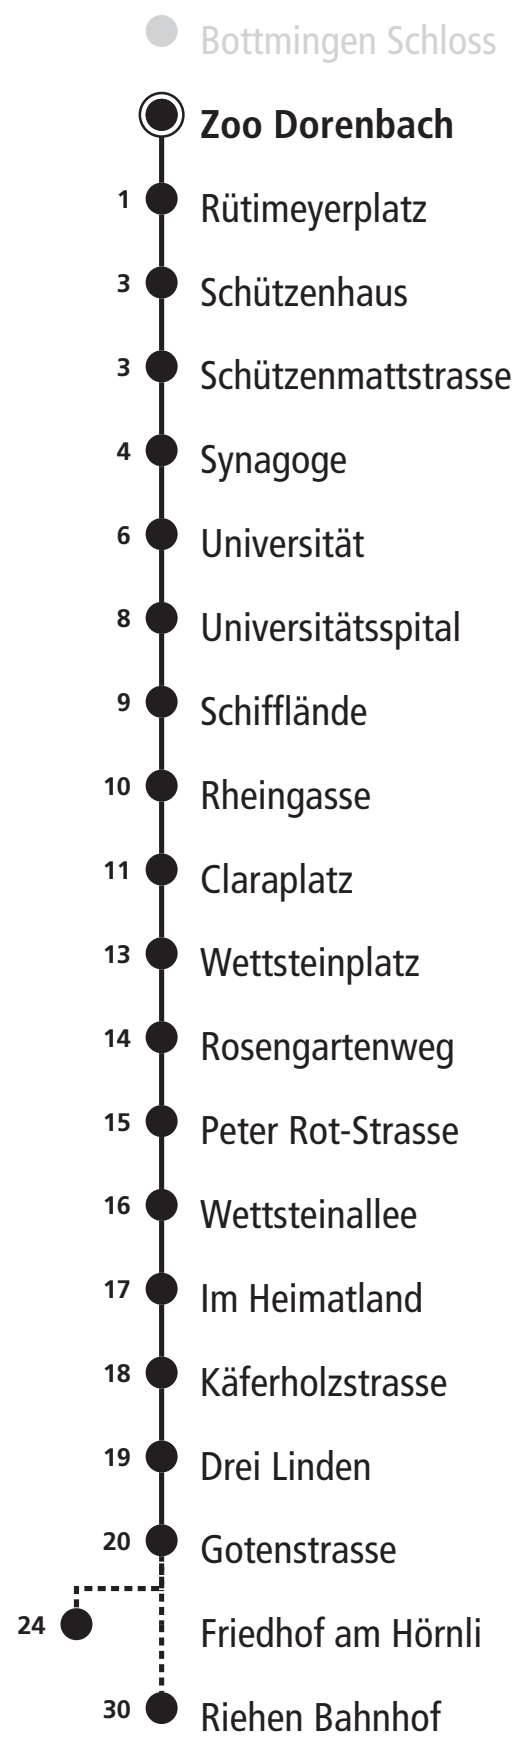 Bottmingen Schloss
Zoo Dorenbach
1 Rütimeyerplatz
3 Schützenhaus
3 Schützenmattstrasse
4 Synagoge
6 Universität
8 Universitätsspital
9 Schifflände
10 Rheingasse
11 Claraplatz
13 Wettsteinplatz
14 Rosengartenweg
15 Peter Rot-Strasse
16 Wettsteinallee
17 Im Heimatland
18 Käferholzstrasse
19 Drei Linden
20 Gotenstrasse
24 Friedhof am Hörnli
30 Riehen Bahnhof